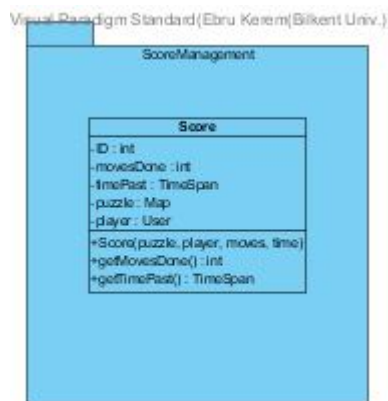 Visual Paradigm Standard(Ebru Kerem(Bilkent Univ.)
ScoreManagement
Score
-ID : int
-movesDone : int
-timePast : TimeSpan
-puzzle : Map
-player : User
+Score(puzzle, player, moves, time)
+getMovesDone() : int
+getTimePast() : TimeSpan